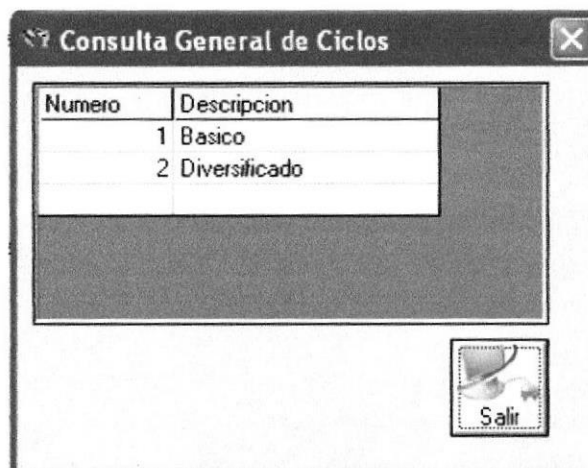 Consulta General de Ciclos
Numero Descripcion
1 Basico
2 Diversificado
Salir